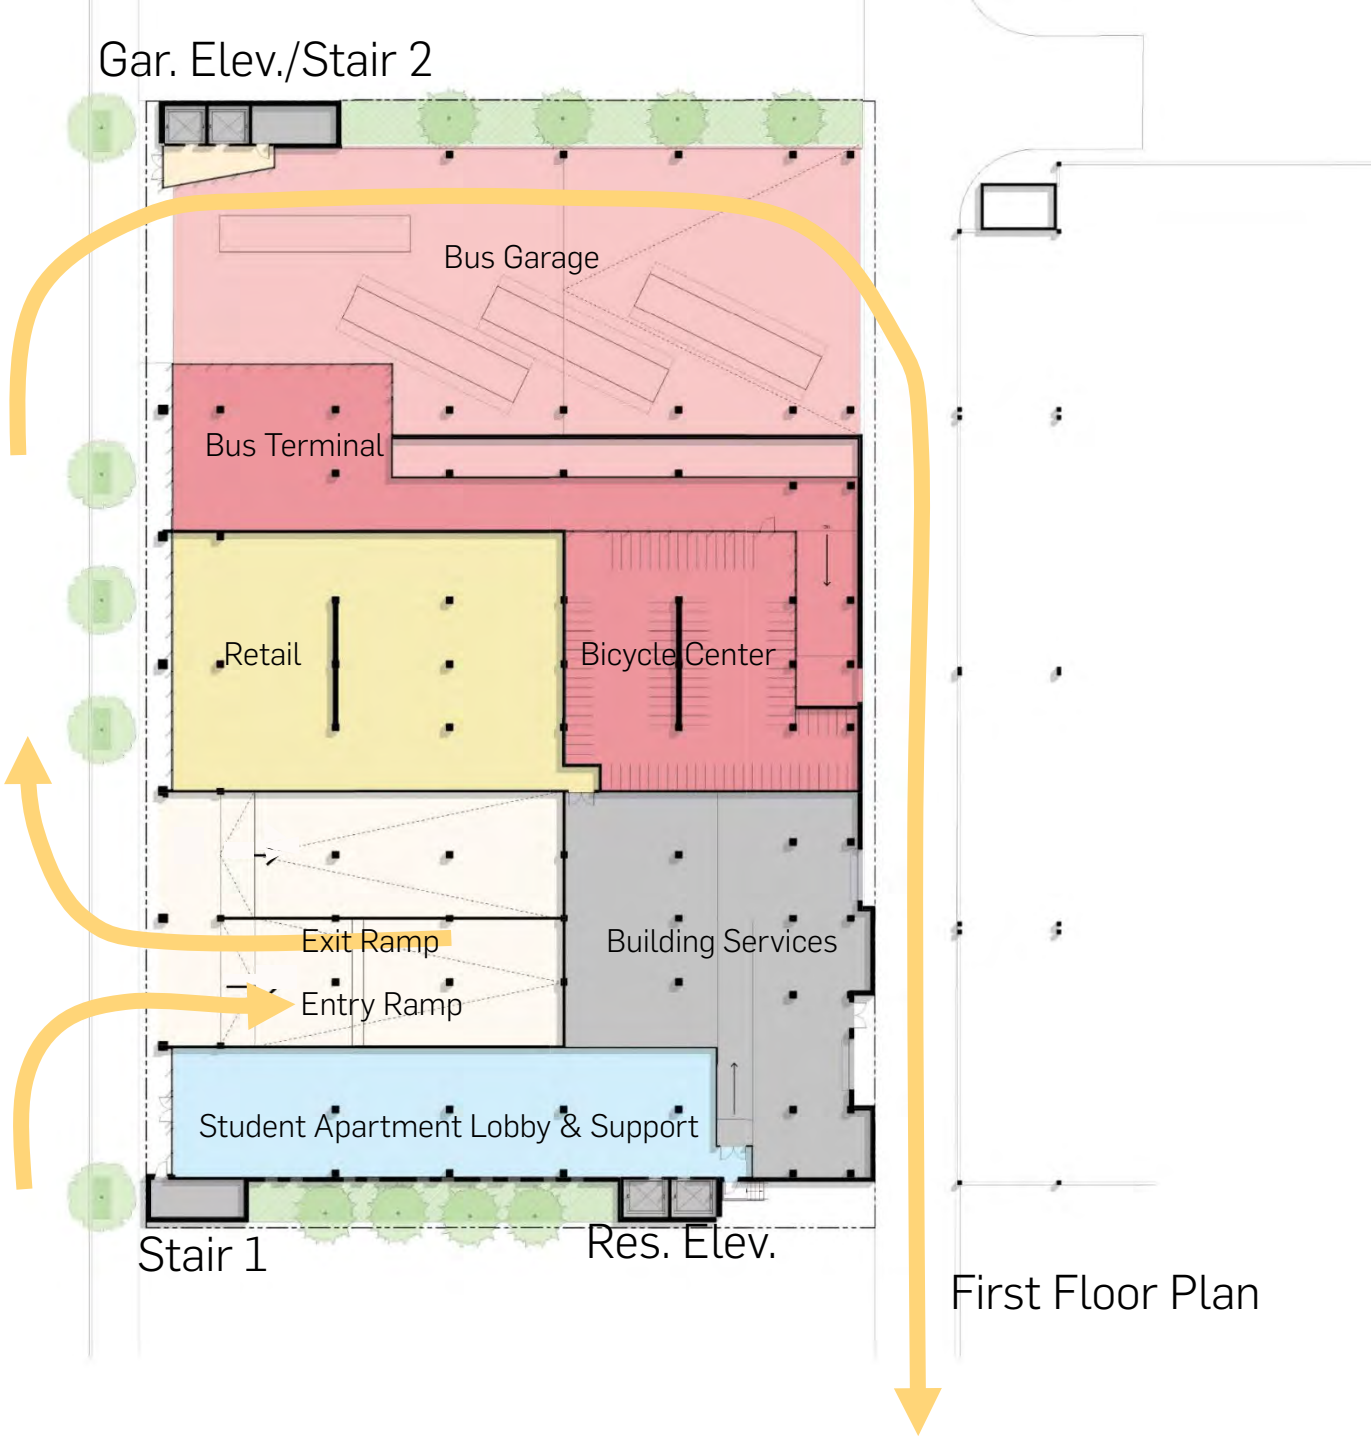 Gar. Elev./Stair 2
Bus Garage
Bus Terminal
Retail
Bicycle Center
Exit Ramp
Building Services
Entry Ramp
Student Apartment Lobby & Support
Stair 1
Res. Elev.
First Floor Plan